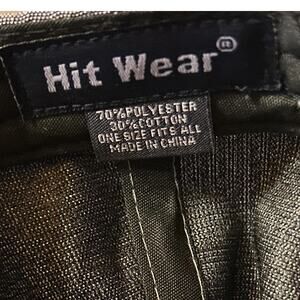 Hit Wear®
70%POLYESTER
30%COTTON
ONE SIZE FITS ALL
MADE IN CHINA